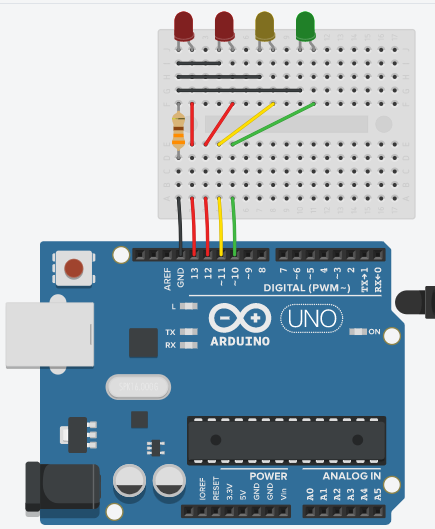 AREF
GND
13
12
~11
~10
~9
8
7
~6
~5
4
~3
2
TX→1
RX←0
DIGITAL (PWM~)
L
TX
RX
ARDUINO
UNO
ON
IOREF
RESET
3.3V
5V
GND
GND
Vin
POWER
A0
A1
A2
A3
A4
A5
ANALOG IN